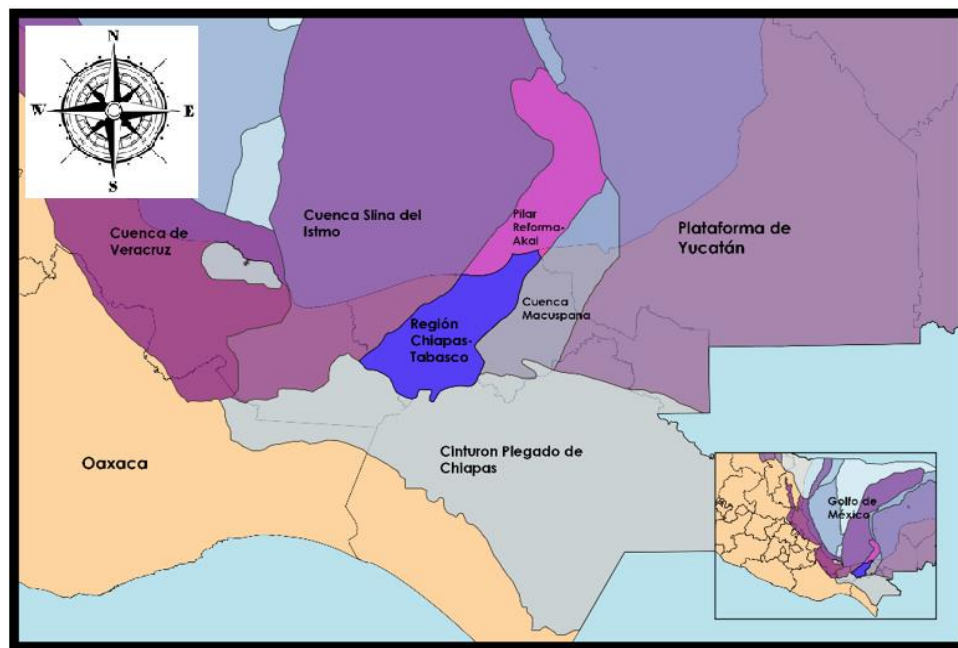 N
W
E
S
Cuenca de
Veracruz
Cuenca Slina del
Istmo
Pilar
Reforma-
Akal
Plataforma de
Yucatán
Región
Chiapas-
Tabasco
Cuenca
Macuspana
Oaxaca
Cinturon Plegado de
Chiapas
Golfo de
México